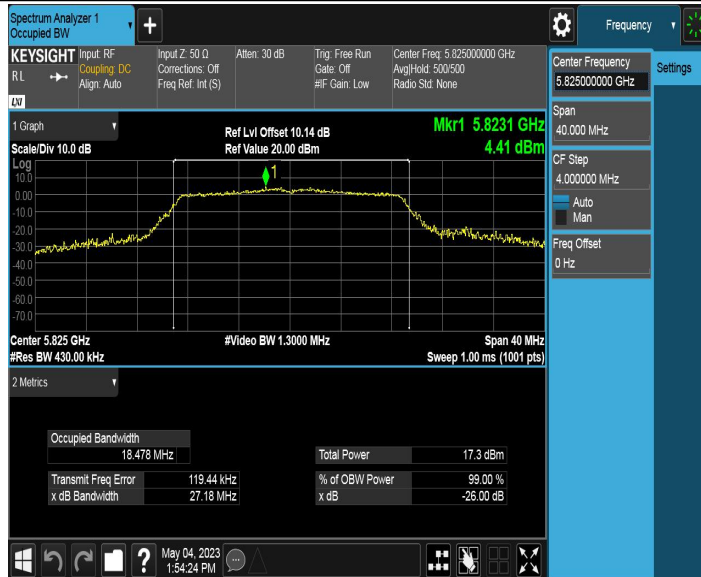 Spectrum Analyzer 1
Occupied BW
Frequency
KEYSIGHT
R L
LXI
Input: RF
Coupling: DC
Align: Auto
Input Z: 50 Ω
Corrections: Off
Freq Ref: Int (S)
Atten: 30 dB
Trig: Free Run
Gate: Off
#IF Gain: Low
Center Freq: 5.825000000 GHz
Avg|Hold: 500/500
Radio Std: None
Center Frequency
5.825000000 GHz
Settings
Span
40.000 MHz
CF Step
4.000000 MHz
Auto
Man
Freq Offset
0 Hz
1 Graph
Scale/Div 10.0 dB
Ref Lvl Offset 10.14 dB
Ref Value 20.00 dBm
Mkr1 5.8231 GHz
4.41 dBm
Log
10.0
0.00
-10.0
-20.0
-30.0
-40.0
-50.0
-60.0
-70.0
1
Center 5.825 GHz
#Res BW 430.00 kHz
#Video BW 1.3000 MHz
Span 40 MHz
Sweep 1.00 ms (1001 pts)
2 Metrics
Occupied Bandwidth
18.478 MHz
Total Power 17.3 dBm
Transmit Freq Error 119.44 kHz
% of OBW Power 99.00 %
x dB Bandwidth 27.18 MHz
x dB -26.00 dB
?
May 04, 2023
1:54:24 PM